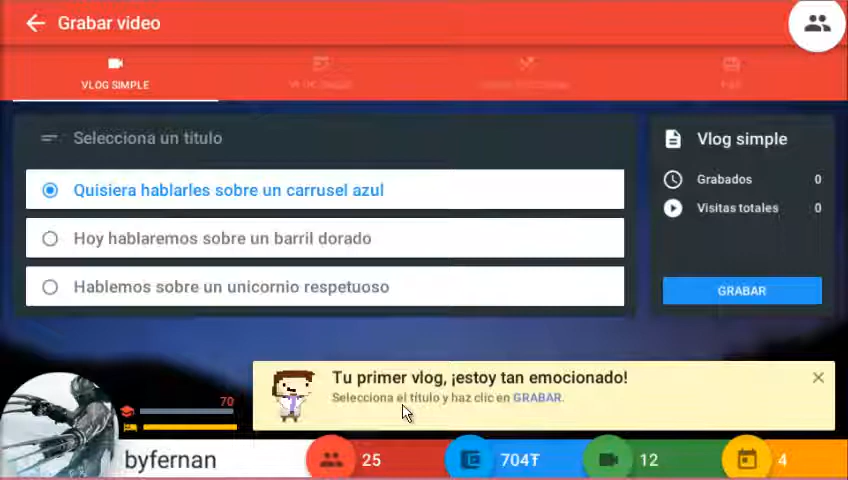 Grabar video
VLOG SIMPLE
Selecciona un titulo
Quisiera hablarles sobre un carrusel azul
Hoy hablaremos sobre un barril dorado
Hablemos sobre un unicornio respetuoso
Vlog simple
Grabados 0
Visitas totales 0
GRABAR
Tu primer vlog, ¡estoy tan emocionado!
Selecciona el título y haz clic en GRABAR.
70
byfernan
25
704Ŧ
12
4